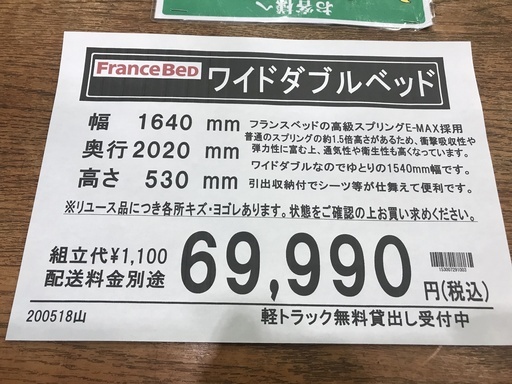 お客様へ
FRANCEBED ワイドダブルベッド
幅 1640 mm
奥行2020 mm
高さ 530 mm
フランスベッドの高級スプリングE-MAX採用
普通のスプリングの約1.5倍高さがあるため、衝撃吸収性や
弾力性に富む上、通気性や衛生性も高くなっています。
ワイドダブルなのでゆとりの1540mm幅です。
引出収納付でシーツ等が仕舞えて便利です。
※リユース品につき各所キズ・ヨゴレあります。状態をご確認の上お買い求めください。
組立代¥1,100
配送料金別途
69,990
円(税込)
200518山
軽トラック無料貸出し受付中